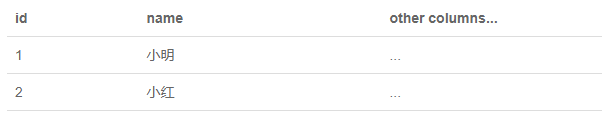 id name other columns...
1 小明 ...
2 小红 ...